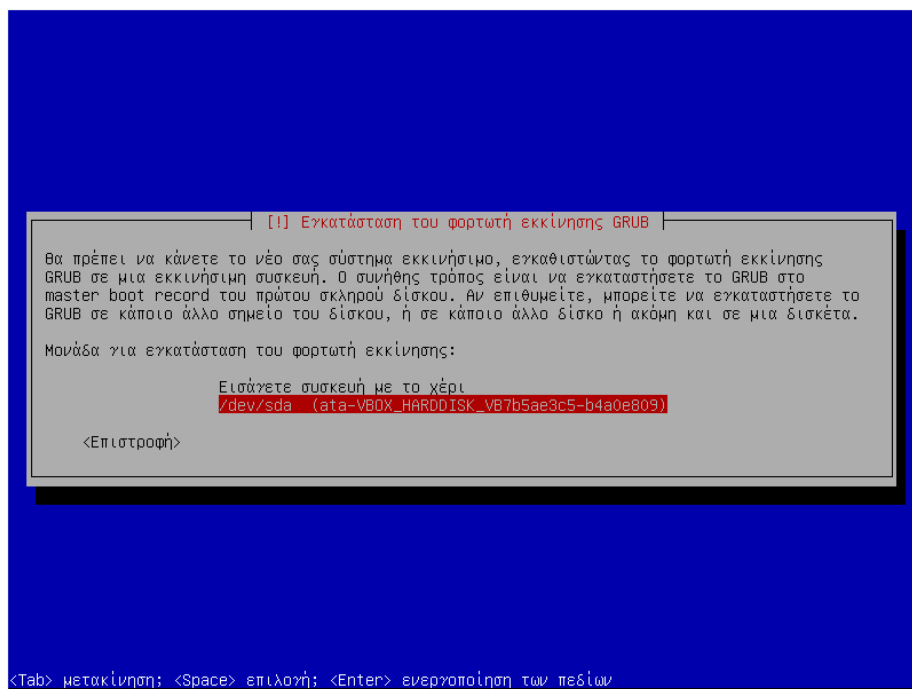 [!] Εγκατάσταση του φορτωτή εκκίνησης GRUB
Θα πρέπει να κάνετε το νέο σας σύστημα εκκινήσιμο, εγκαθιστώντας το φορτωτή εκκίνησης
GRUB σε μια εκκινήσιμη συσκευή. Ο συνήθης τρόπος είναι να εγκαταστήσετε το GRUB στο
master boot record του πρώτου σκληρού δίσκου. Αν επιθυμείτε, μπορείτε να εγκαταστήσετε το
GRUB σε κάποιο άλλο σημείο του δίσκου, ή σε κάποιο άλλο δίσκο ή ακόμη και σε μια δισκέτα.
Μονάδα για εγκατάσταση του φορτωτή εκκίνησης:
Εισάγετε συσκευή με το χέρι
/dev/sda (ata-VBOX_HARDDISK_VB7b5ae3c5-b4a0e809)
<Επιστροφή>
<Tab> μετακίνηση; <Space> επιλογή; <Enter> ενεργοποίηση των πεδίων